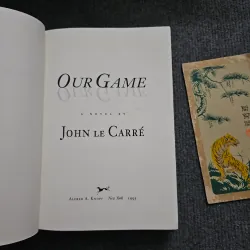 OUR GAME
A NOVEL BY
JOHN LE CARRÉ
ALFRED A. KNOPF New York 1995